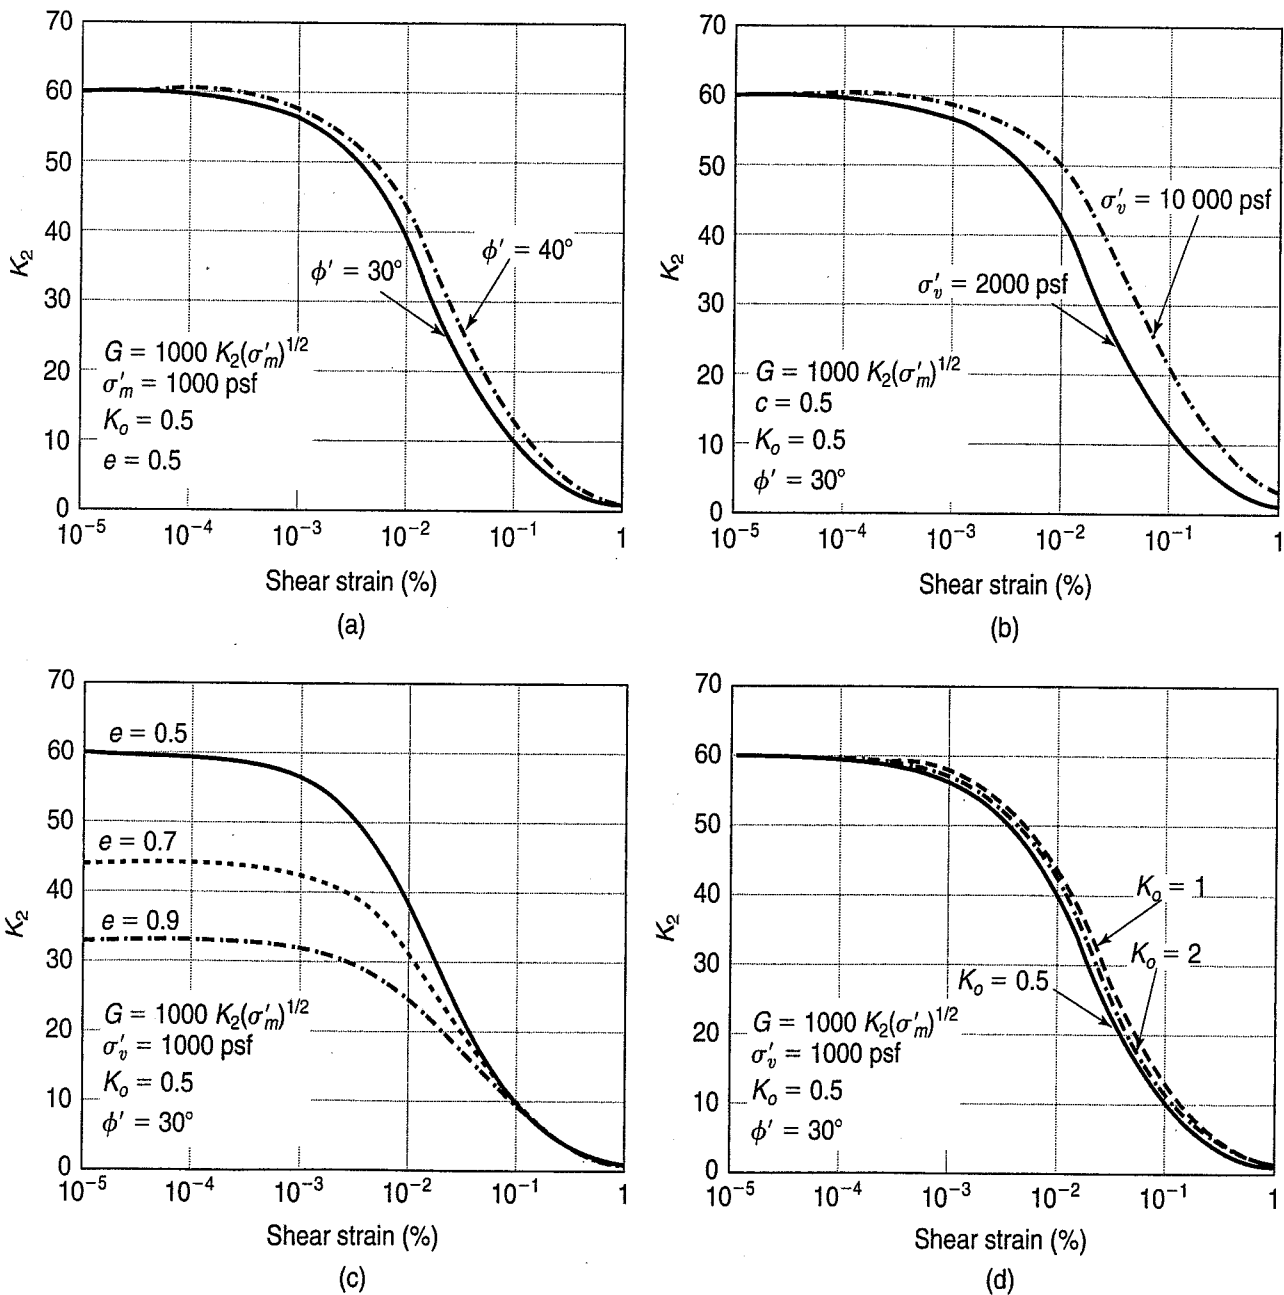 70
60
50
40
30
20
10
0
K₂
ϕ′ = 30°
ϕ′ = 40°
G = 1000 K₂(σ′ₘ)^1/2
σ′ₘ = 1000 psf
Kₒ = 0.5
e = 0.5
10⁻⁵ 10⁻⁴ 10⁻³ 10⁻² 10⁻¹ 1
Shear strain (%)
(a)
70
60
50
40
30
20
10
0
K₂
σ′ᵥ = 10 000 psf
σ′ᵥ = 2000 psf
G = 1000 K₂(σ′ₘ)^1/2
c = 0.5
Kₒ = 0.5
ϕ′ = 30°
10⁻⁵ 10⁻⁴ 10⁻³ 10⁻² 10⁻¹ 1
Shear strain (%)
(b)
70
60
50
40
30
20
10
0
K₂
e = 0.5
e = 0.7
e = 0.9
G = 1000 K₂(σ′ₘ)^1/2
σ′ᵥ = 1000 psf
Kₒ = 0.5
ϕ′ = 30°
10⁻⁵ 10⁻⁴ 10⁻³ 10⁻² 10⁻¹ 1
Shear strain (%)
(c)
70
60
50
40
30
20
10
0
K₂
Kₒ = 1
Kₒ = 2
Kₒ = 0.5
G = 1000 K₂(σ′ₘ)^1/2
σ′ᵥ = 1000 psf
Kₒ = 0.5
ϕ′ = 30°
10⁻⁵ 10⁻⁴ 10⁻³ 10⁻² 10⁻¹ 1
Shear strain (%)
(d)